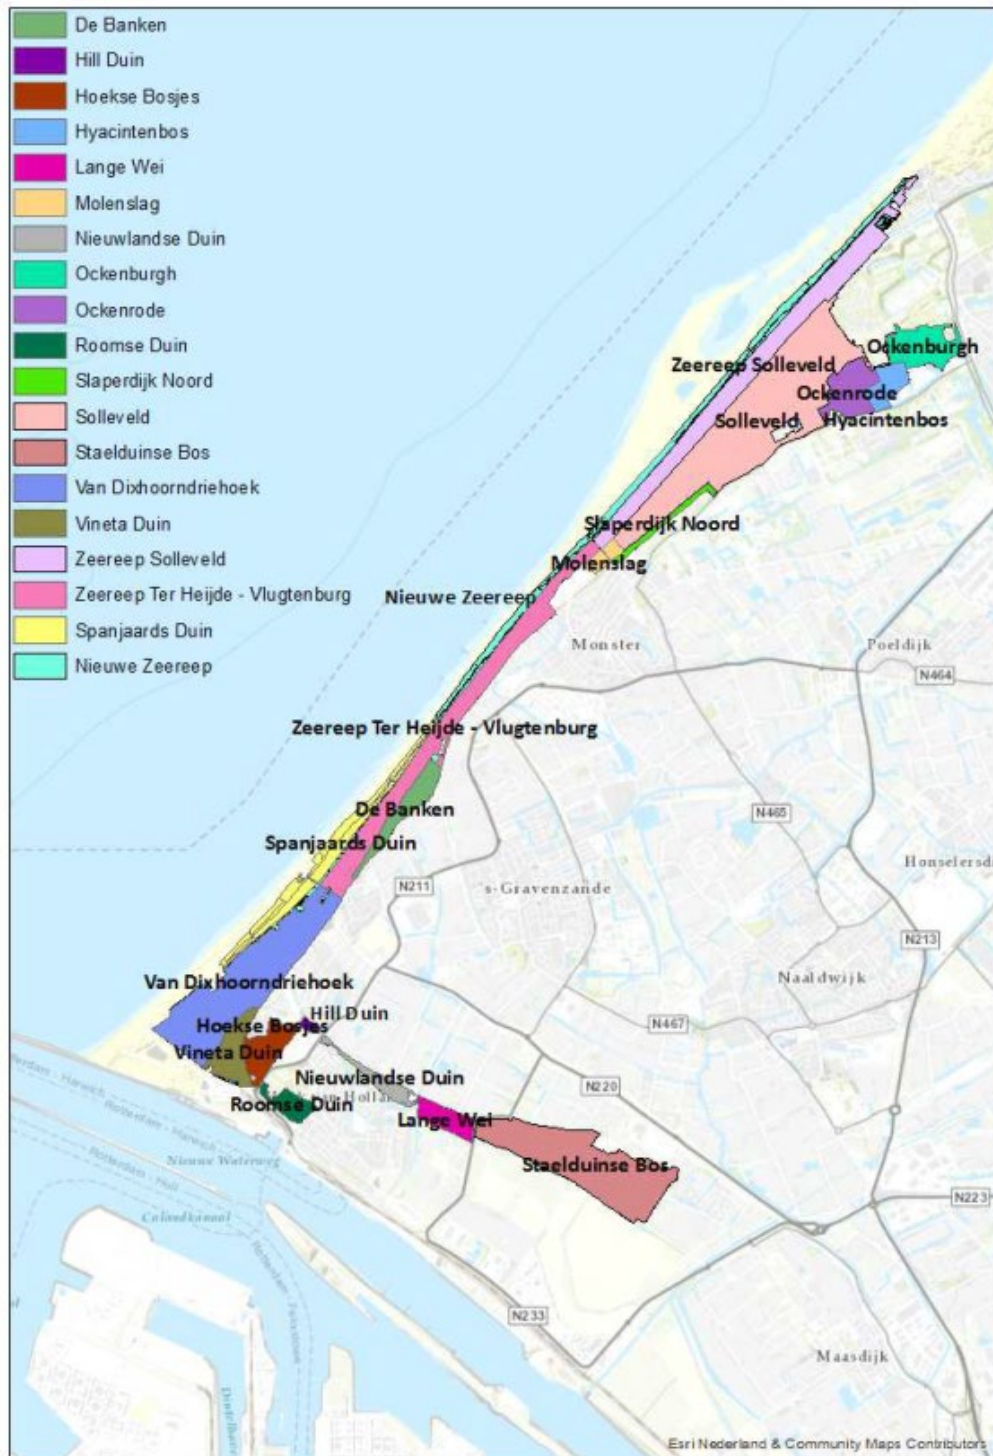 De Banken
Hill Duin
Hoekse Bosjes
Hyacintenbos
Lange Wei
Molenslag
Nieuwlandse Duin
Ockenburgh
Ockenrode
Roomse Duin
Slaperdijk Noord
Solleveld
Staelduinse Bos
Van Dixhoorndriehoek
Vineta Duin
Zeereep Solleveld
Zeereep Ter Heijde - Vlugtenburg
Spanjaards Duin
Nieuwe Zeereep
Ockenburgh
Zeereep Solleveld
Ockenrode
Solleveld
Hyacintenbos
Slaperdijk Noord
Molenslag
Nieuwe Zeereep
Monster
Poeldijk
N464
Zeereep Ter Heijde - Vlugtenburg
De Banken
N465
Spanjaards Duin
Honselersd
N211
's-Gravenzande
N213
Naaldwijk
Van Dixhoorndriehoek
Hill Duin
Hoekse Bosjes
N467
Vineta Duin
Nieuwlandse Duin
N220
Roomse Duin
Lange Wei
Nieuwe Waterweg
Staelduinse Bos
N223
Calandkanaal
N233
Maasdijk
Esri Nederland & Community Maps Contributors